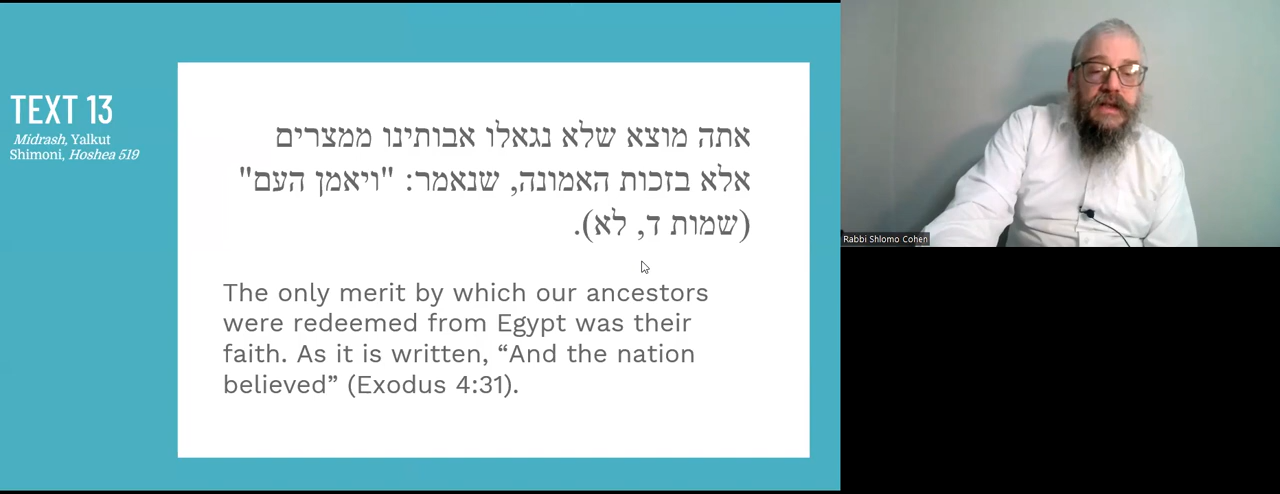 TEXT 13
Midrash, Yalkut
Shimoni, Hoshea 519
אתה מוצא שלא נגאלו אבותינו ממצרים
אלא בזכות האמונה, שנאמר: "ויאמן העם"
(שמות ד, לא).
The only merit by which our ancestors
were redeemed from Egypt was their
faith. As it is written, “And the nation
believed” (Exodus 4:31).
Rabbi Shlomo Cohen